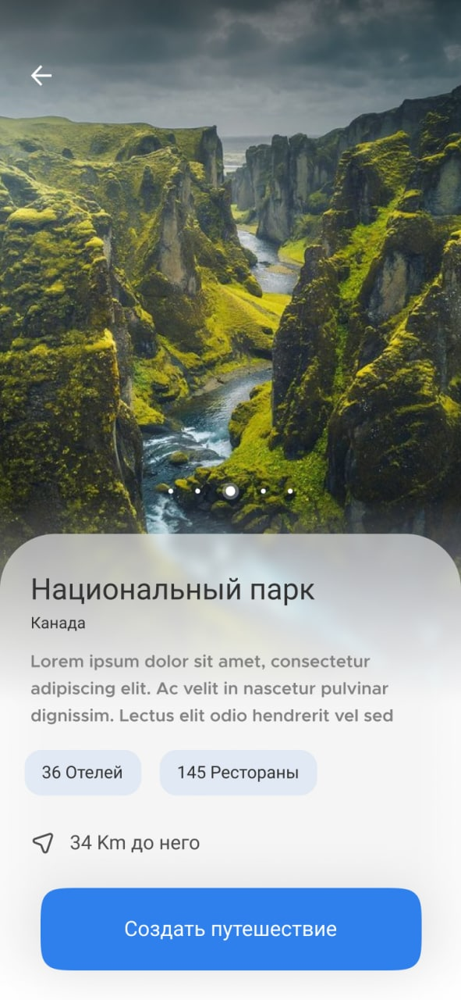 Национальный парк
Канада
Lorem ipsum dolor sit amet, consectetur
adipiscing elit. Ac velit in nascetur pulvinar
dignissim. Lectus elit odio hendrerit vel sed
36 Отелей
145 Рестораны
34 Km до него
Создать путешествие